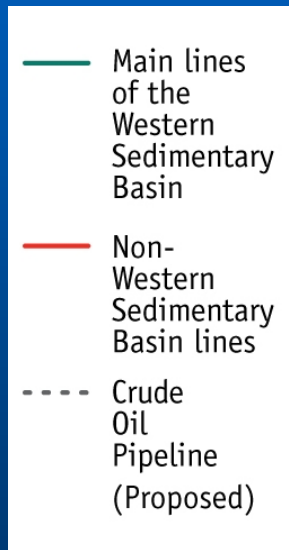 Main lines
of the
Western
Sedimentary
Basin
Non-
Western
Sedimentary
Basin lines
Crude
Oil
Pipeline
(Proposed)